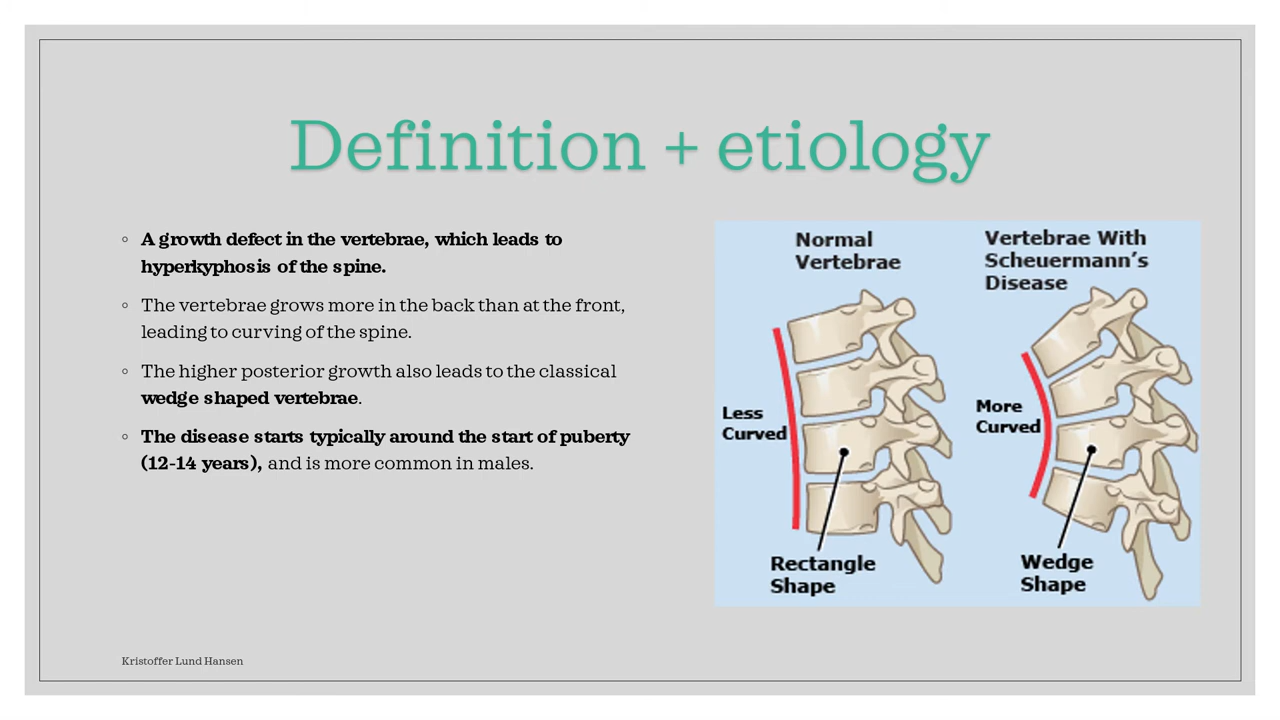 Definition + etiology
◦ A growth defect in the vertebrae, which leads to
hyperkyphosis of the spine.
◦ The vertebrae grows more in the back than at the front,
leading to curving of the spine.
◦ The higher posterior growth also leads to the classical
wedge shaped vertebrae.
◦ The disease starts typically around the start of puberty
(12-14 years), and is more common in males.
Normal
Vertebrae
Less
Curved
Rectangle
Shape
Vertebrae With
Scheuermann's
Disease
More
Curved
Wedge
Shape
Kristoffer Lund Hansen